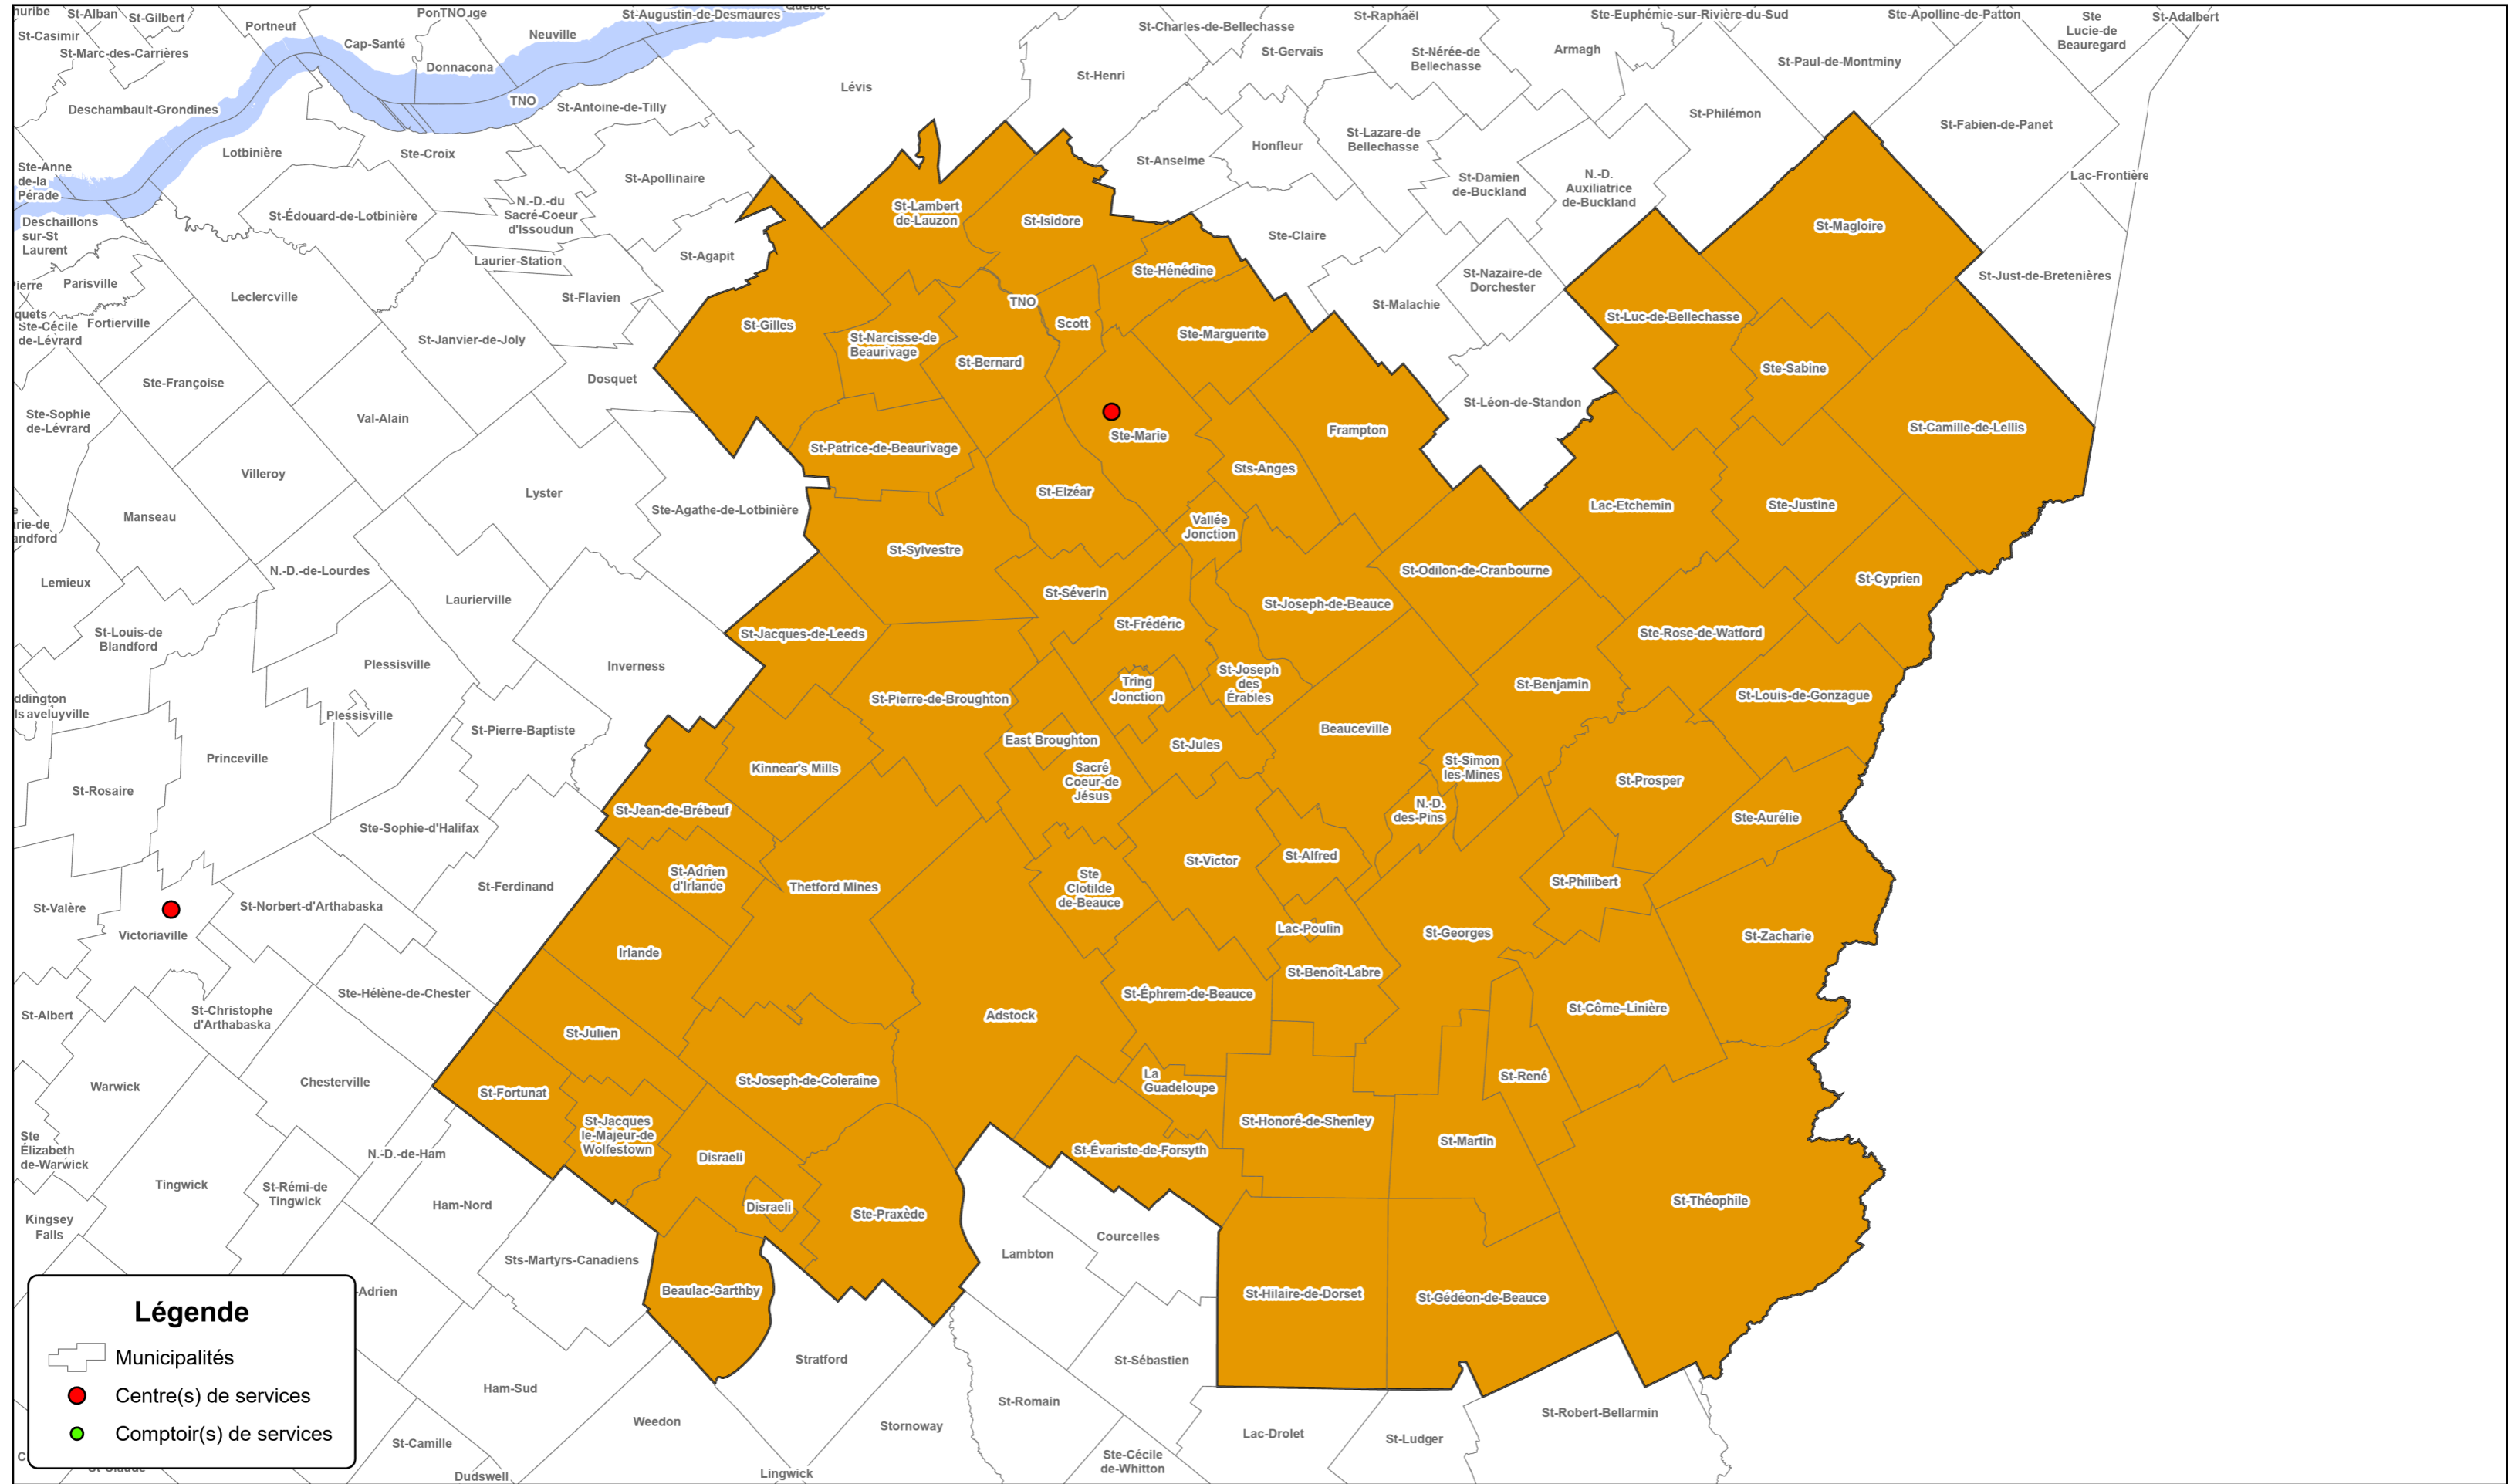 St-Alban
St-Gilbert
Portneuf
St-Augustin-de-Desmaures
St-Casimir
Cap-Santé
Neuville
St-Charles-de-Bellechasse
St-Raphaël
Ste-Euphémie-sur-Rivière-du-Sud
Ste-Apolline-de-Patton
Ste
Lucie-de
Beauregard
St-Adalbert
St-Marc-des-Carrières
Donnacona
St-Gervais
St-Nérée-de
Bellechasse
Armagh
St-Paul-de-Montminy
Lévis
St-Henri
Deschambault-Grondines
TNO
St-Antoine-de-Tilly
St-Philémon
St-Fabien-de-Panet
Lotbinière
Ste-Croix
St-Anselme
Honfleur
St-Lazare-de
Bellechasse
Ste-Anne
de-la
Pérade
St-Apollinaire
St-Damien
de-Buckland
N.-D.
Auxiliatrice
de-Buckland
Lac-Frontière
St-Édouard-de-Lotbinière
N.-D.-du
Sacré-Coeur
d'Issoudun
St-Lambert
de-Lauzon
St-Isidore
Ste-Claire
St-Magloire
Deschaillons
sur-St
Laurent
Laurier-Station
St-Agapit
Ste-Hénédine
St-Nazaire-de
Dorchester
St-Just-de-Bretenières
Parisville
Leclercville
St-Flavien
TNO
St-Malachie
St-Luc-de-Bellechasse
Ste-Cécile
de-Lévrard
Fortierville
St-Janvier-de-Joly
St-Gilles
St-Narcisse-de
Beaurivage
St-Bernard
Scott
Ste-Marguerite
Ste-Françoise
Dosquet
Ste-Sabine
Ste-Sophie
de-Lévrard
Val-Alain
St-Léon-de-Standon
St-Patrice-de-Beaurivage
Ste-Marie
Frampton
St-Camille-de-Lellis
Villeroy
Lyster
Sts-Anges
Manseau
Ste-Agathe-de-Lotbinière
St-Elzéar
Vallée
Jonction
Lac-Etchemin
Ste-Justine
St-Sylvestre
Lemieux
N.-D.-de-Lourdes
Laurierville
St-Séverin
St-Odilon-de-Cranbourne
St-Cyprien
St-Louis-de
Blandford
St-Jacques-de-Leeds
St-Frédéric
St-Joseph-de-Beauce
Ste-Rose-de-Watford
Plessisville
Inverness
St-Pierre-de-Broughton
Tring
Jonction
St-Joseph
des
Érables
St-Benjamin
St-Louis-de-Gonzague
Plessisville
St-Pierre-Baptiste
East Broughton
St-Jules
Beauceville
Princeville
Kinnear's Mills
Sacré
Coeur-de
Jésus
St-Simon
les-Mines
St-Prosper
St-Rosaire
St-Jean-de-Brébeuf
N.-D.
des-Pins
Ste-Aurélie
Ste-Sophie-d'Halifax
St-Adrien
d'Irlande
Thetford Mines
Ste
Clotilde
de-Beauce
St-Victor
St-Alfred
St-Philibert
St-Valère
St-Norbert-d'Arthabaska
St-Ferdinand
Victoriaville
Irlande
Lac-Poulin
St-Georges
St-Zacharie
St-Benoît-Labre
Ste-Hélène-de-Chester
St-Éphrem-de-Beauce
St-Albert
St-Christophe
d'Arthabaska
St-Julien
Adstock
St-Côme–Linière
Warwick
Chesterville
St-Fortunat
St-Joseph-de-Coleraine
La
Guadeloupe
St-René
St-Jacques
le-Majeur-de
Wolfestown
St-Honoré-de-Shenley
St-Martin
Ste
Élizabeth
de-Warwick
N.-D.-de-Ham
Disraeli
St-Évariste-de-Forsyth
Tingwick
St-Rémi-de
Tingwick
Ham-Nord
Disraeli
Ste-Praxède
St-Théophile
Kingsey
Falls
Sts-Martyrs-Canadiens
Lambton
Courcelles
Beaulac-Garthby
St-Hilaire-de-Dorset
St-Gédéon-de-Beauce
-Adrien
Légende
Municipalités
Centre(s) de services
Comptoir(s) de services
Ham-Sud
Stratford
St-Sébastien
Weedon
Stornoway
St-Romain
St-Robert-Bellarmin
St-Camille
Lac-Drolet
St-Ludger
Dudswell
Lingwick
Ste-Cécile
de-Whitton